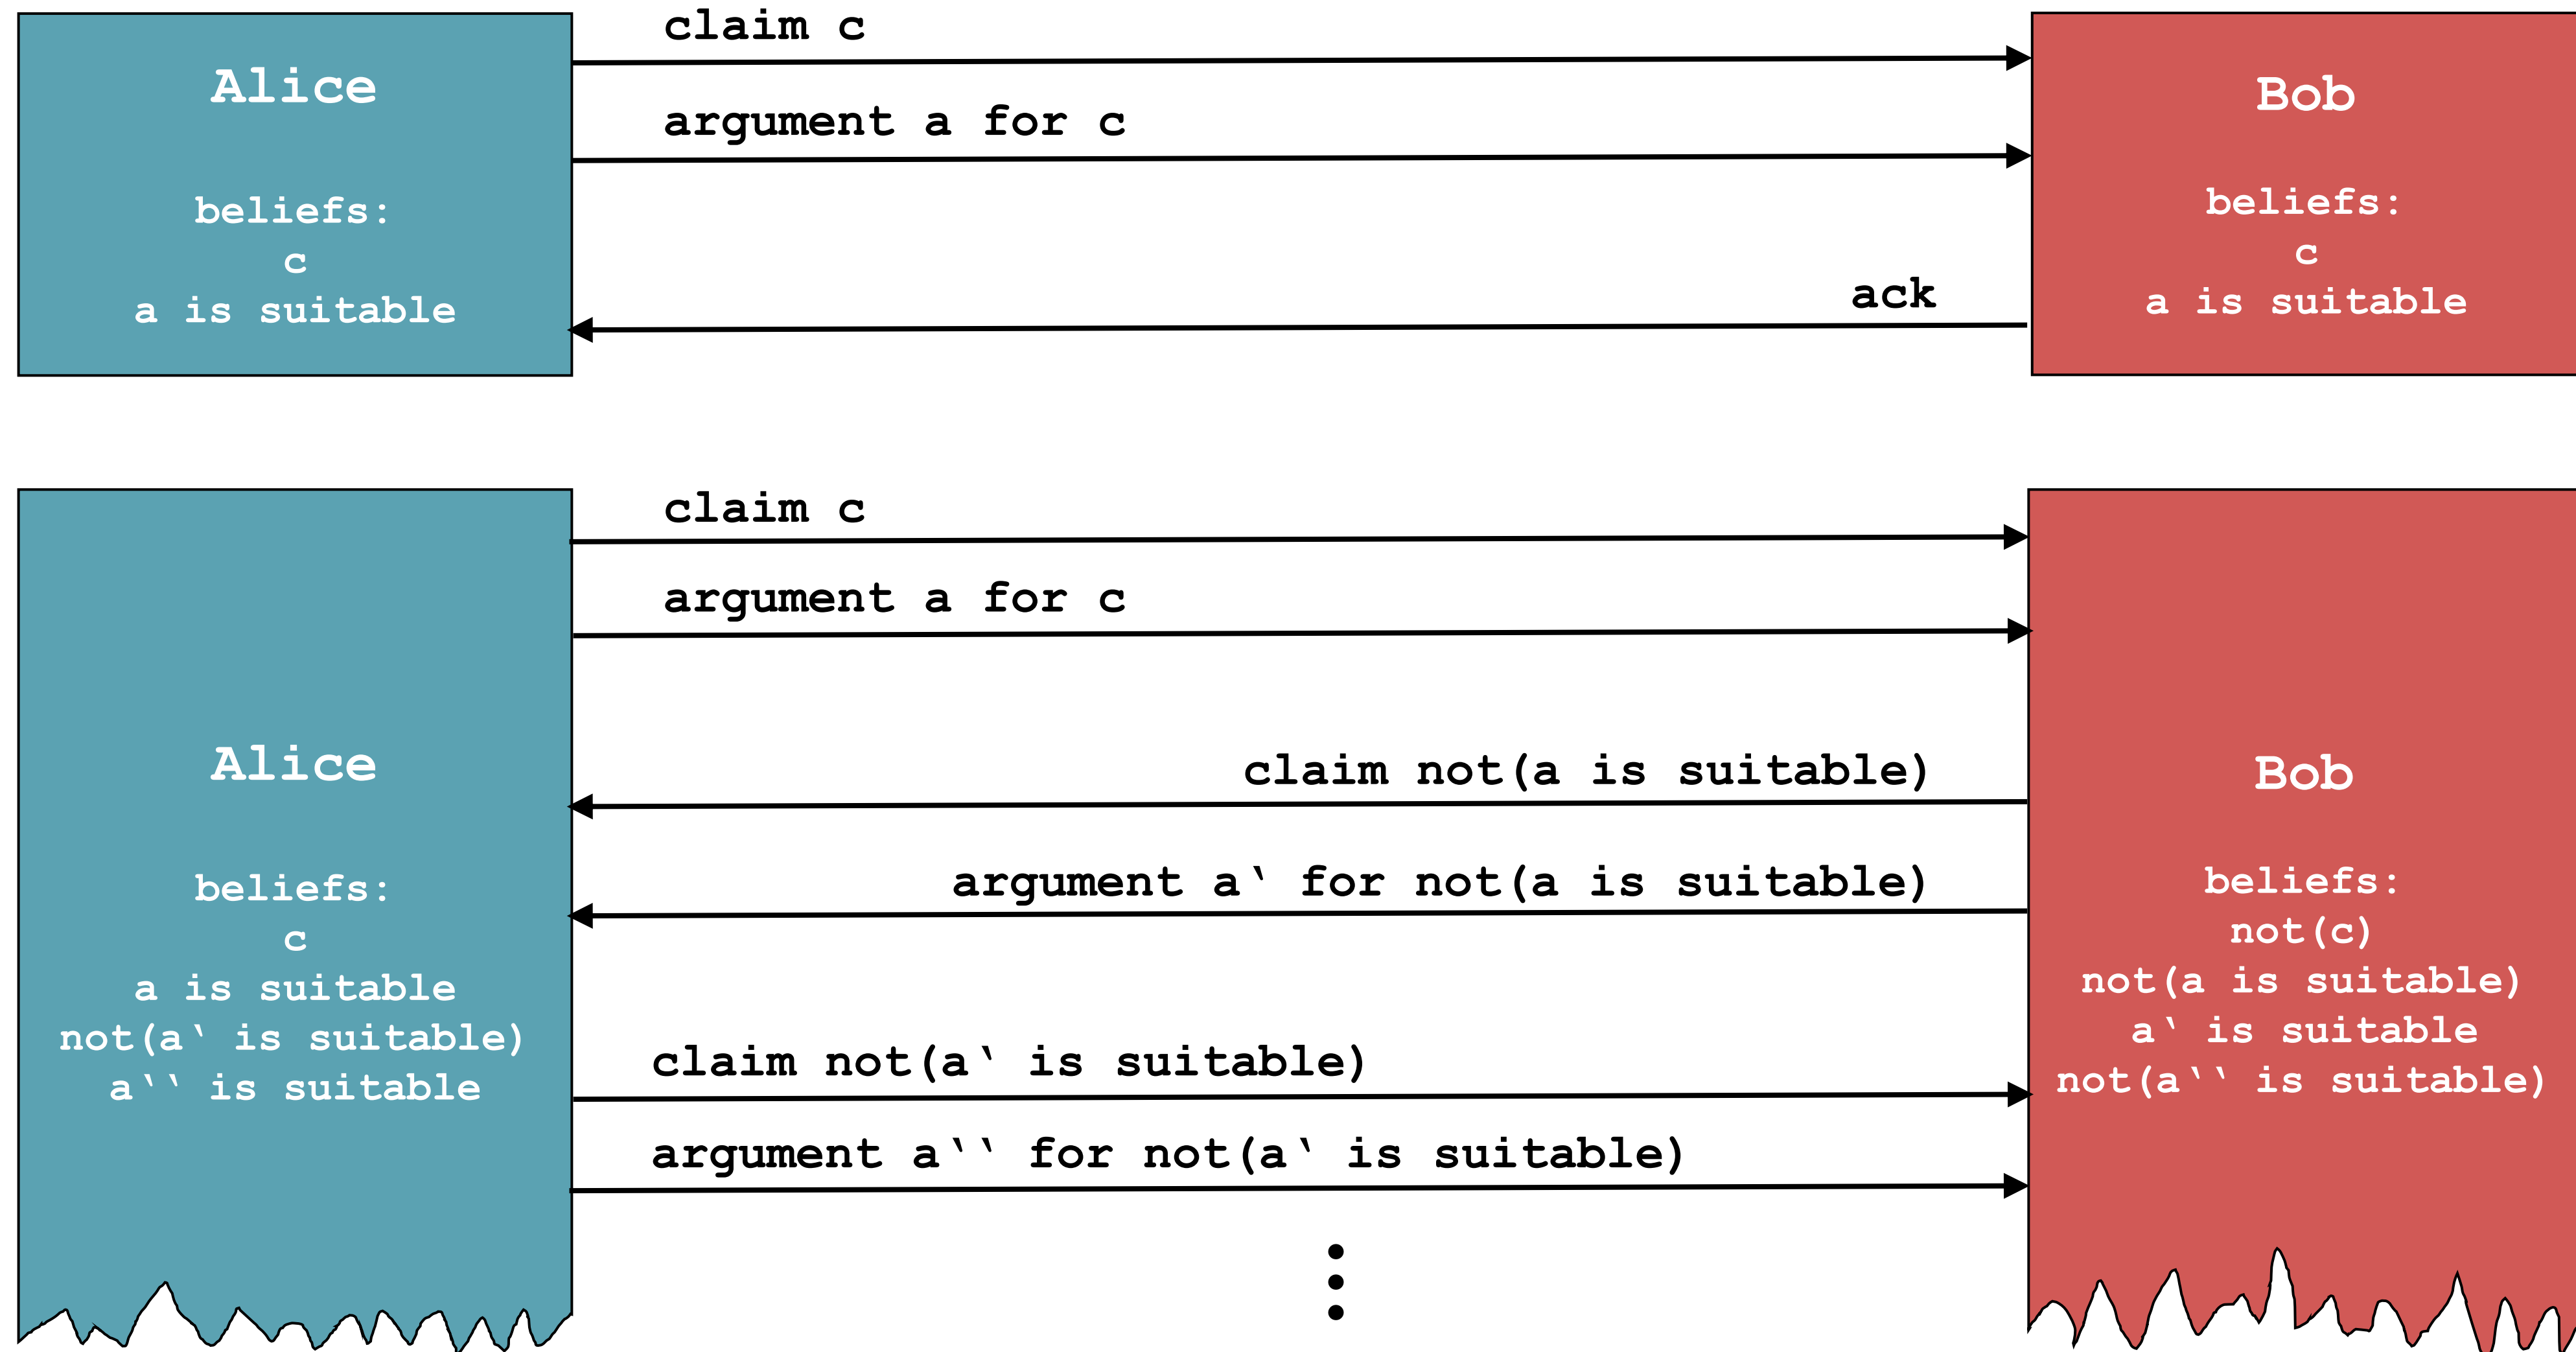 claim c
Alice
Bob
argument a for c
beliefs:
c
a is suitable
beliefs:
c
a is suitable
ack
claim c
argument a for c
Alice
beliefs:
c
a is suitable
not(a‵ is suitable)
a‵‵ is suitable
claim not(a is suitable)
argument a‵ for not(a is suitable)
Bob
beliefs:
not(c)
not(a is suitable)
a‵ is suitable
not(a‵‵ is suitable)
claim not(a‵ is suitable)
argument a‵‵ for not(a‵ is suitable)